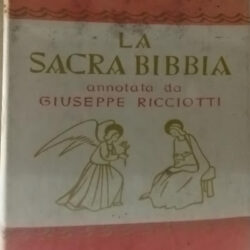 LA
SACRA BIBBIA
annotata da
GIUSEPPE RICCIOTTI